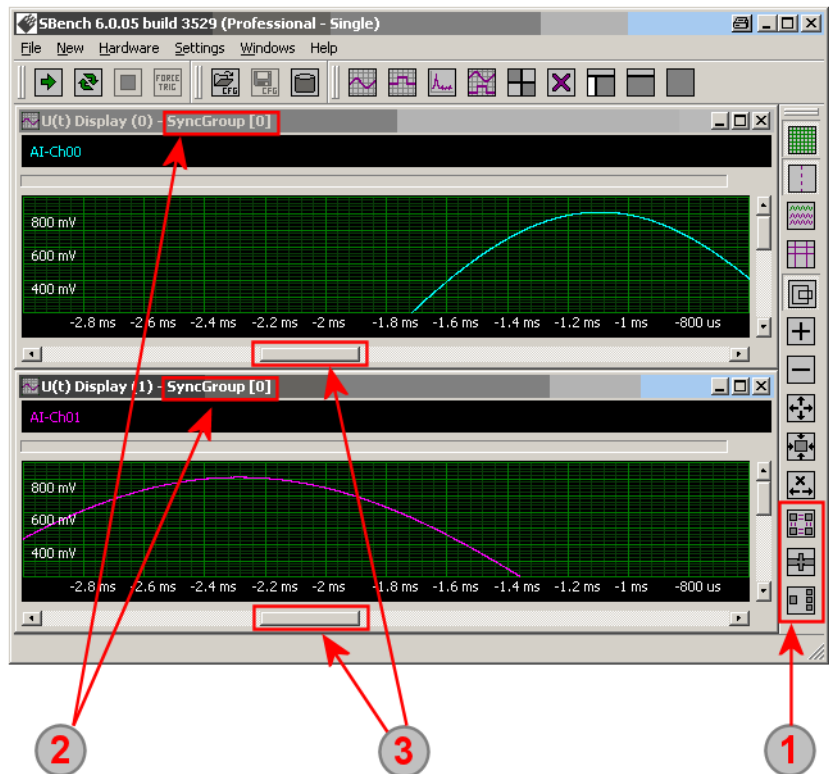 SBench 6.0.05 build 3529 (Professional - Single)
File New Hardware Settings Windows Help
FORCE TRIG CFG CFG
U(t) Display (0) - SyncGroup [0]
AI-Ch00
800 mV
600 mV
400 mV
-2.8 ms -2.6 ms -2.4 ms -2.2 ms -2 ms -1.8 ms -1.6 ms -1.4 ms -1.2 ms -1 ms -800 us
U(t) Display (1) - SyncGroup [0]
AI-Ch01
800 mV
600 mV
400 mV
-2.8 ms -2.6 ms -2.4 ms -2.2 ms -2 ms -1.8 ms -1.6 ms -1.4 ms -1.2 ms -1 ms -800 us
2 3 1